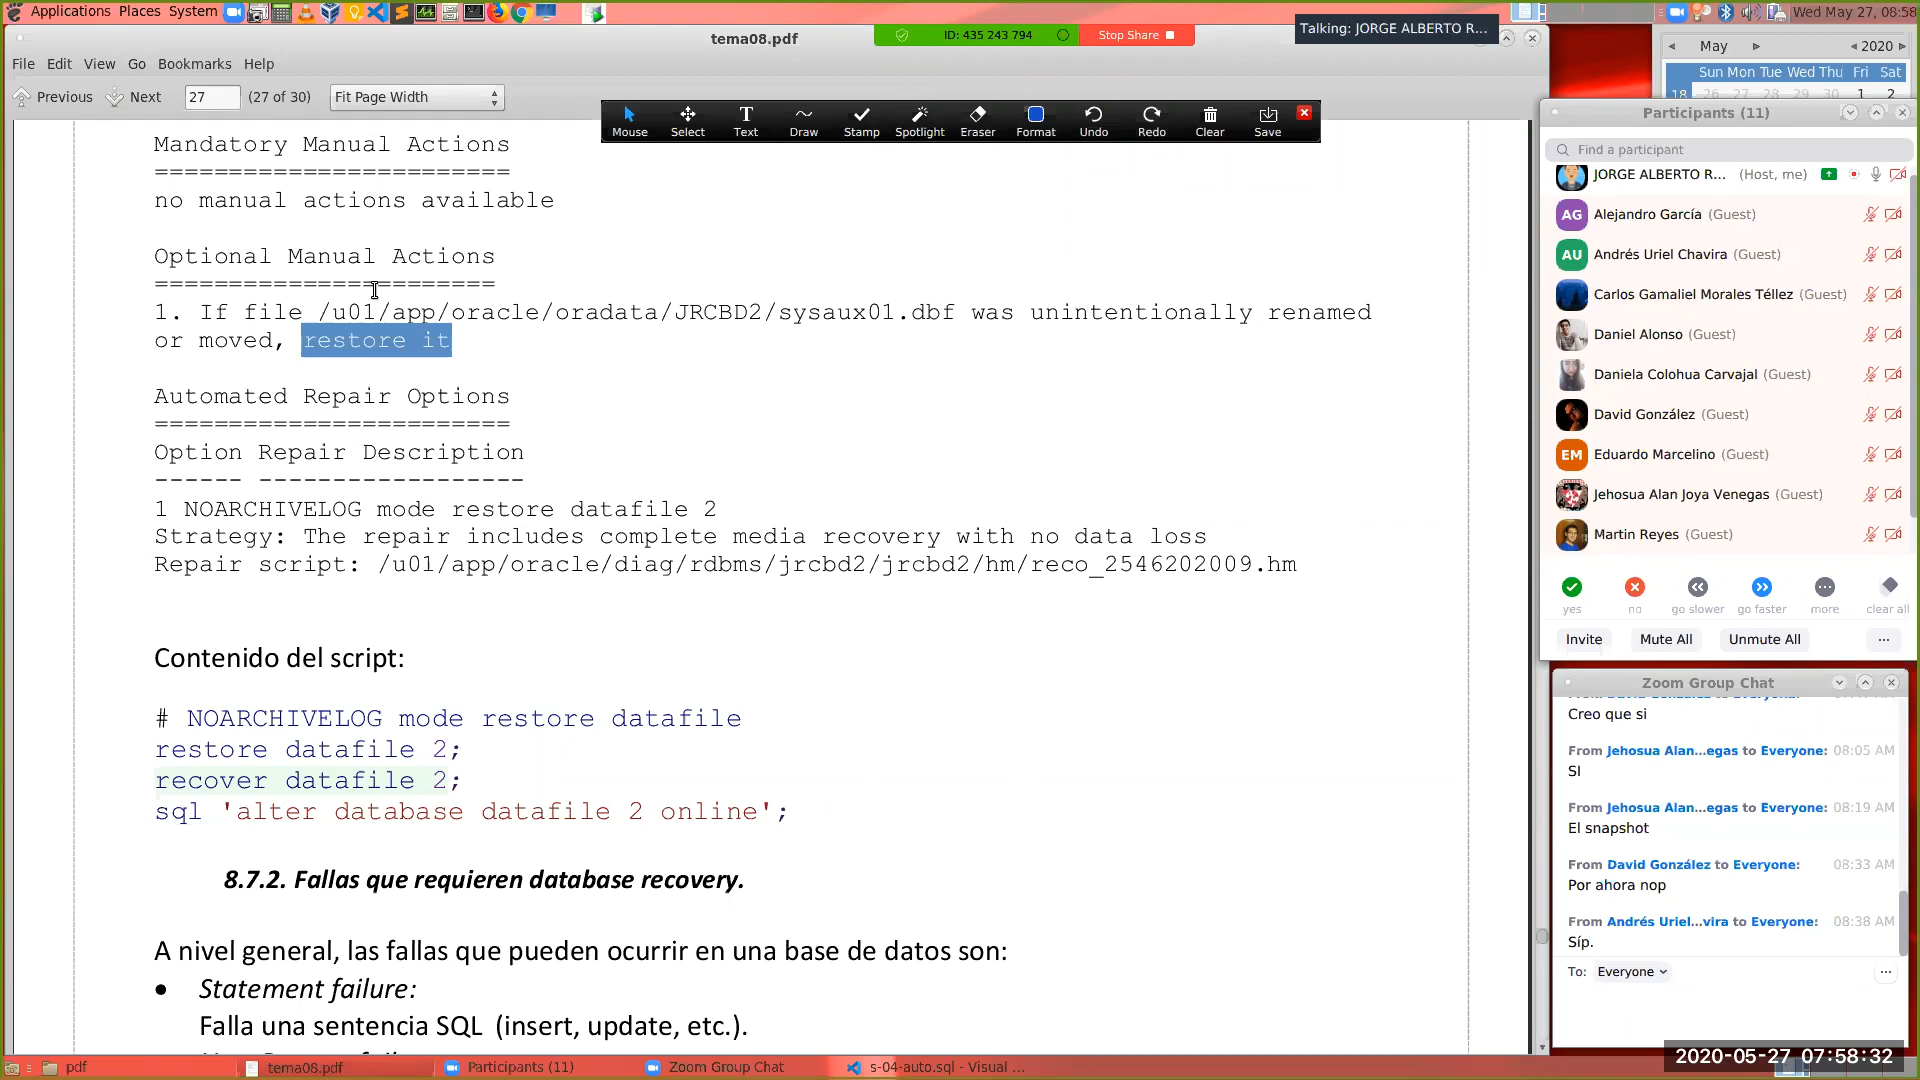 Applications Places System
Wed May 27, 08:58
tema08.pdf
ID: 435 243 794
Stop Share
Talking: JORGE ALBERTO R...
File Edit View Go Bookmarks Help
Previous Next 27 (27 of 30) Fit Page Width
Mouse Select Text Draw Stamp Spotlight Eraser Format Undo Redo Clear Save
Mandatory Manual Actions
========================
no manual actions available
Optional Manual Actions
=======================
1. If file /u01/app/oracle/oradata/JRCBD2/sysaux01.dbf was unintentionally renamed
or moved, restore it
Automated Repair Options
========================
Option Repair Description
------ ------------------
1 NOARCHIVELOG mode restore datafile 2
Strategy: The repair includes complete media recovery with no data loss
Repair script: /u01/app/oracle/diag/rdbms/jrcbd2/jrcbd2/hm/reco_2546202009.hm
Contenido del script:
# NOARCHIVELOG mode restore datafile
restore datafile 2;
recover datafile 2;
sql 'alter database datafile 2 online';
8.7.2. Fallas que requieren database recovery.
A nivel general, las fallas que pueden ocurrir en una base de datos son:
• Statement failure:
Falla una sentencia SQL (insert, update, etc.).
May 2020
Sun Mon Tue Wed Thu Fri Sat
18 26 27 28 29 30 1 2
Participants (11)
Find a participant
JORGE ALBERTO R... (Host, me)
AG Alejandro García (Guest)
AU Andrés Uriel Chavira (Guest)
Carlos Gamaliel Morales Téllez (Guest)
Daniel Alonso (Guest)
Daniela Colohua Carvajal (Guest)
David González (Guest)
EM Eduardo Marcelino (Guest)
Jehosua Alan Joya Venegas (Guest)
Martin Reyes (Guest)
yes no go slower go faster more clear all
Invite Mute All Unmute All ...
Zoom Group Chat
Creo que si
From Jehosua Alan...egas to Everyone: 08:05 AM
SI
From Jehosua Alan...egas to Everyone: 08:19 AM
El snapshot
From David González to Everyone: 08:33 AM
Por ahora nop
From Andrés Uriel...vira to Everyone: 08:38 AM
Síp.
To: Everyone
...
2020-05-27 07:58:32
pdf
tema08.pdf
Participants (11)
Zoom Group Chat
s-04-auto.sql - Visual ...